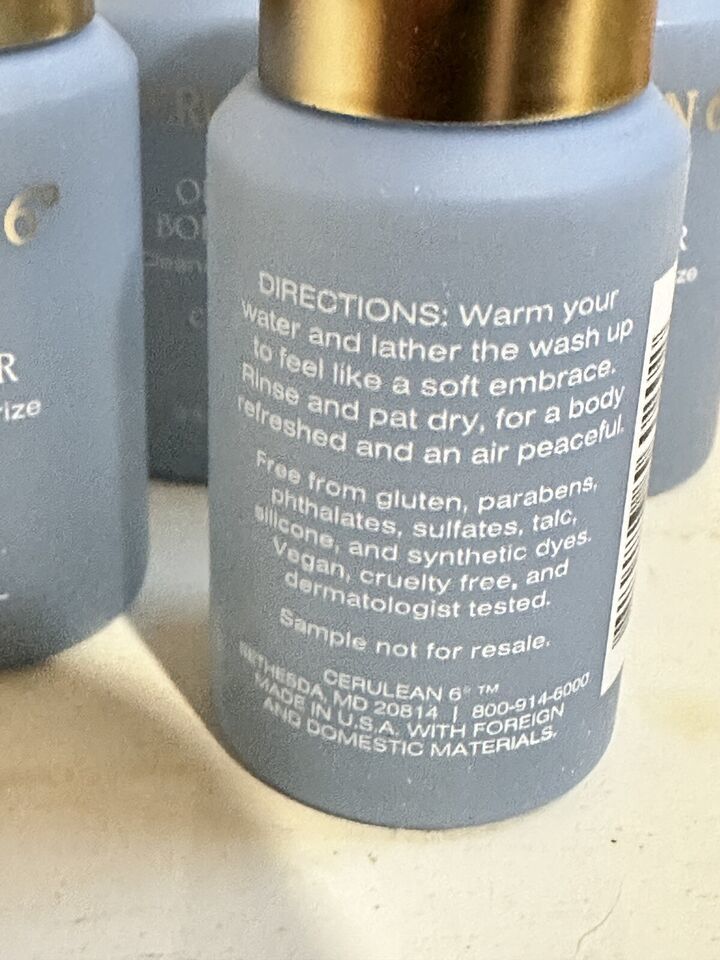 DIRECTIONS: Warm your
water and lather the wash up
to feel like a soft embrace.
Rinse and pat dry, for a body
refreshed and an air peaceful.
Free from gluten, parabens,
phthalates, sulfates, talc,
silicone, and synthetic dyes.
Vegan, cruelty free, and
dermatologist tested.
Sample not for resale.
CERULEAN 6® ™
BETHESDA, MD 20814 | 800-914-6000
MADE IN U.S.A. WITH FOREIGN
AND DOMESTIC MATERIALS.
6